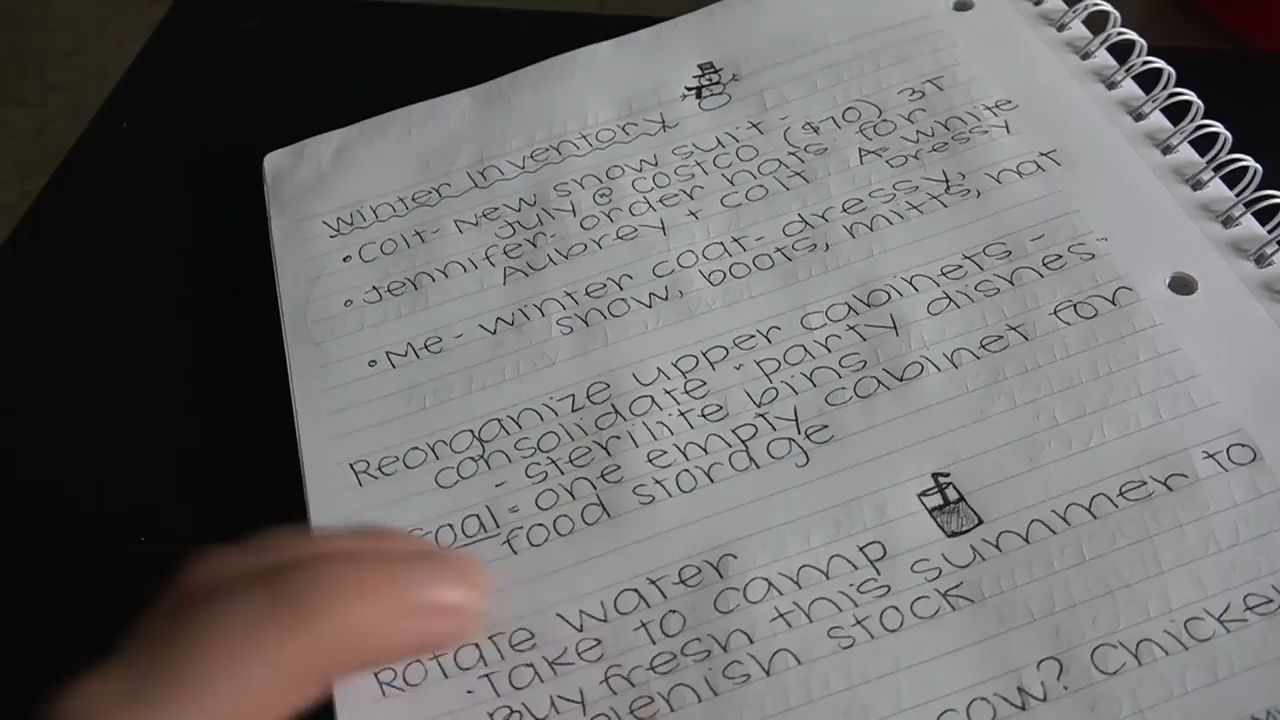 Winter Inventory
• Colt - New snow suit -
July @ Costco ($70) 3T
• Jennifer - order hats for
Aubrey + Colt A-white
Dressy
• Me - winter coat - dressy,
snow, boots, mitts, hat
Reorganize upper cabinets -
consolidate "party dishes"
- sterilite bins
Goal - one empty cabinet for
food storage
Rotate water
• Take to camp
Buy fresh this summer to
stock
Chicken